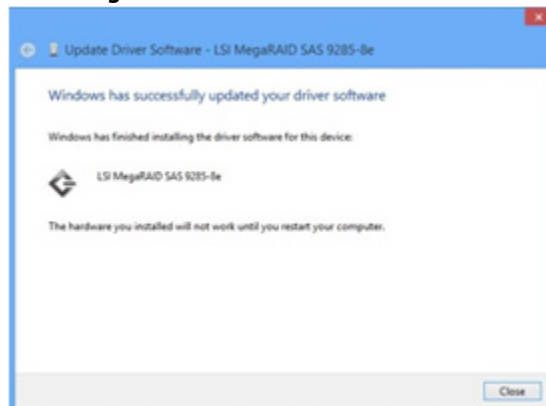 Update Driver Software - LSI MegaRAID SAS 9285-8e
Windows has successfully updated your driver software
Windows has finished installing the driver software for this device:
LSI MegaRAID SAS 9285-8e
The hardware you installed will not work until you restart your computer.
Close